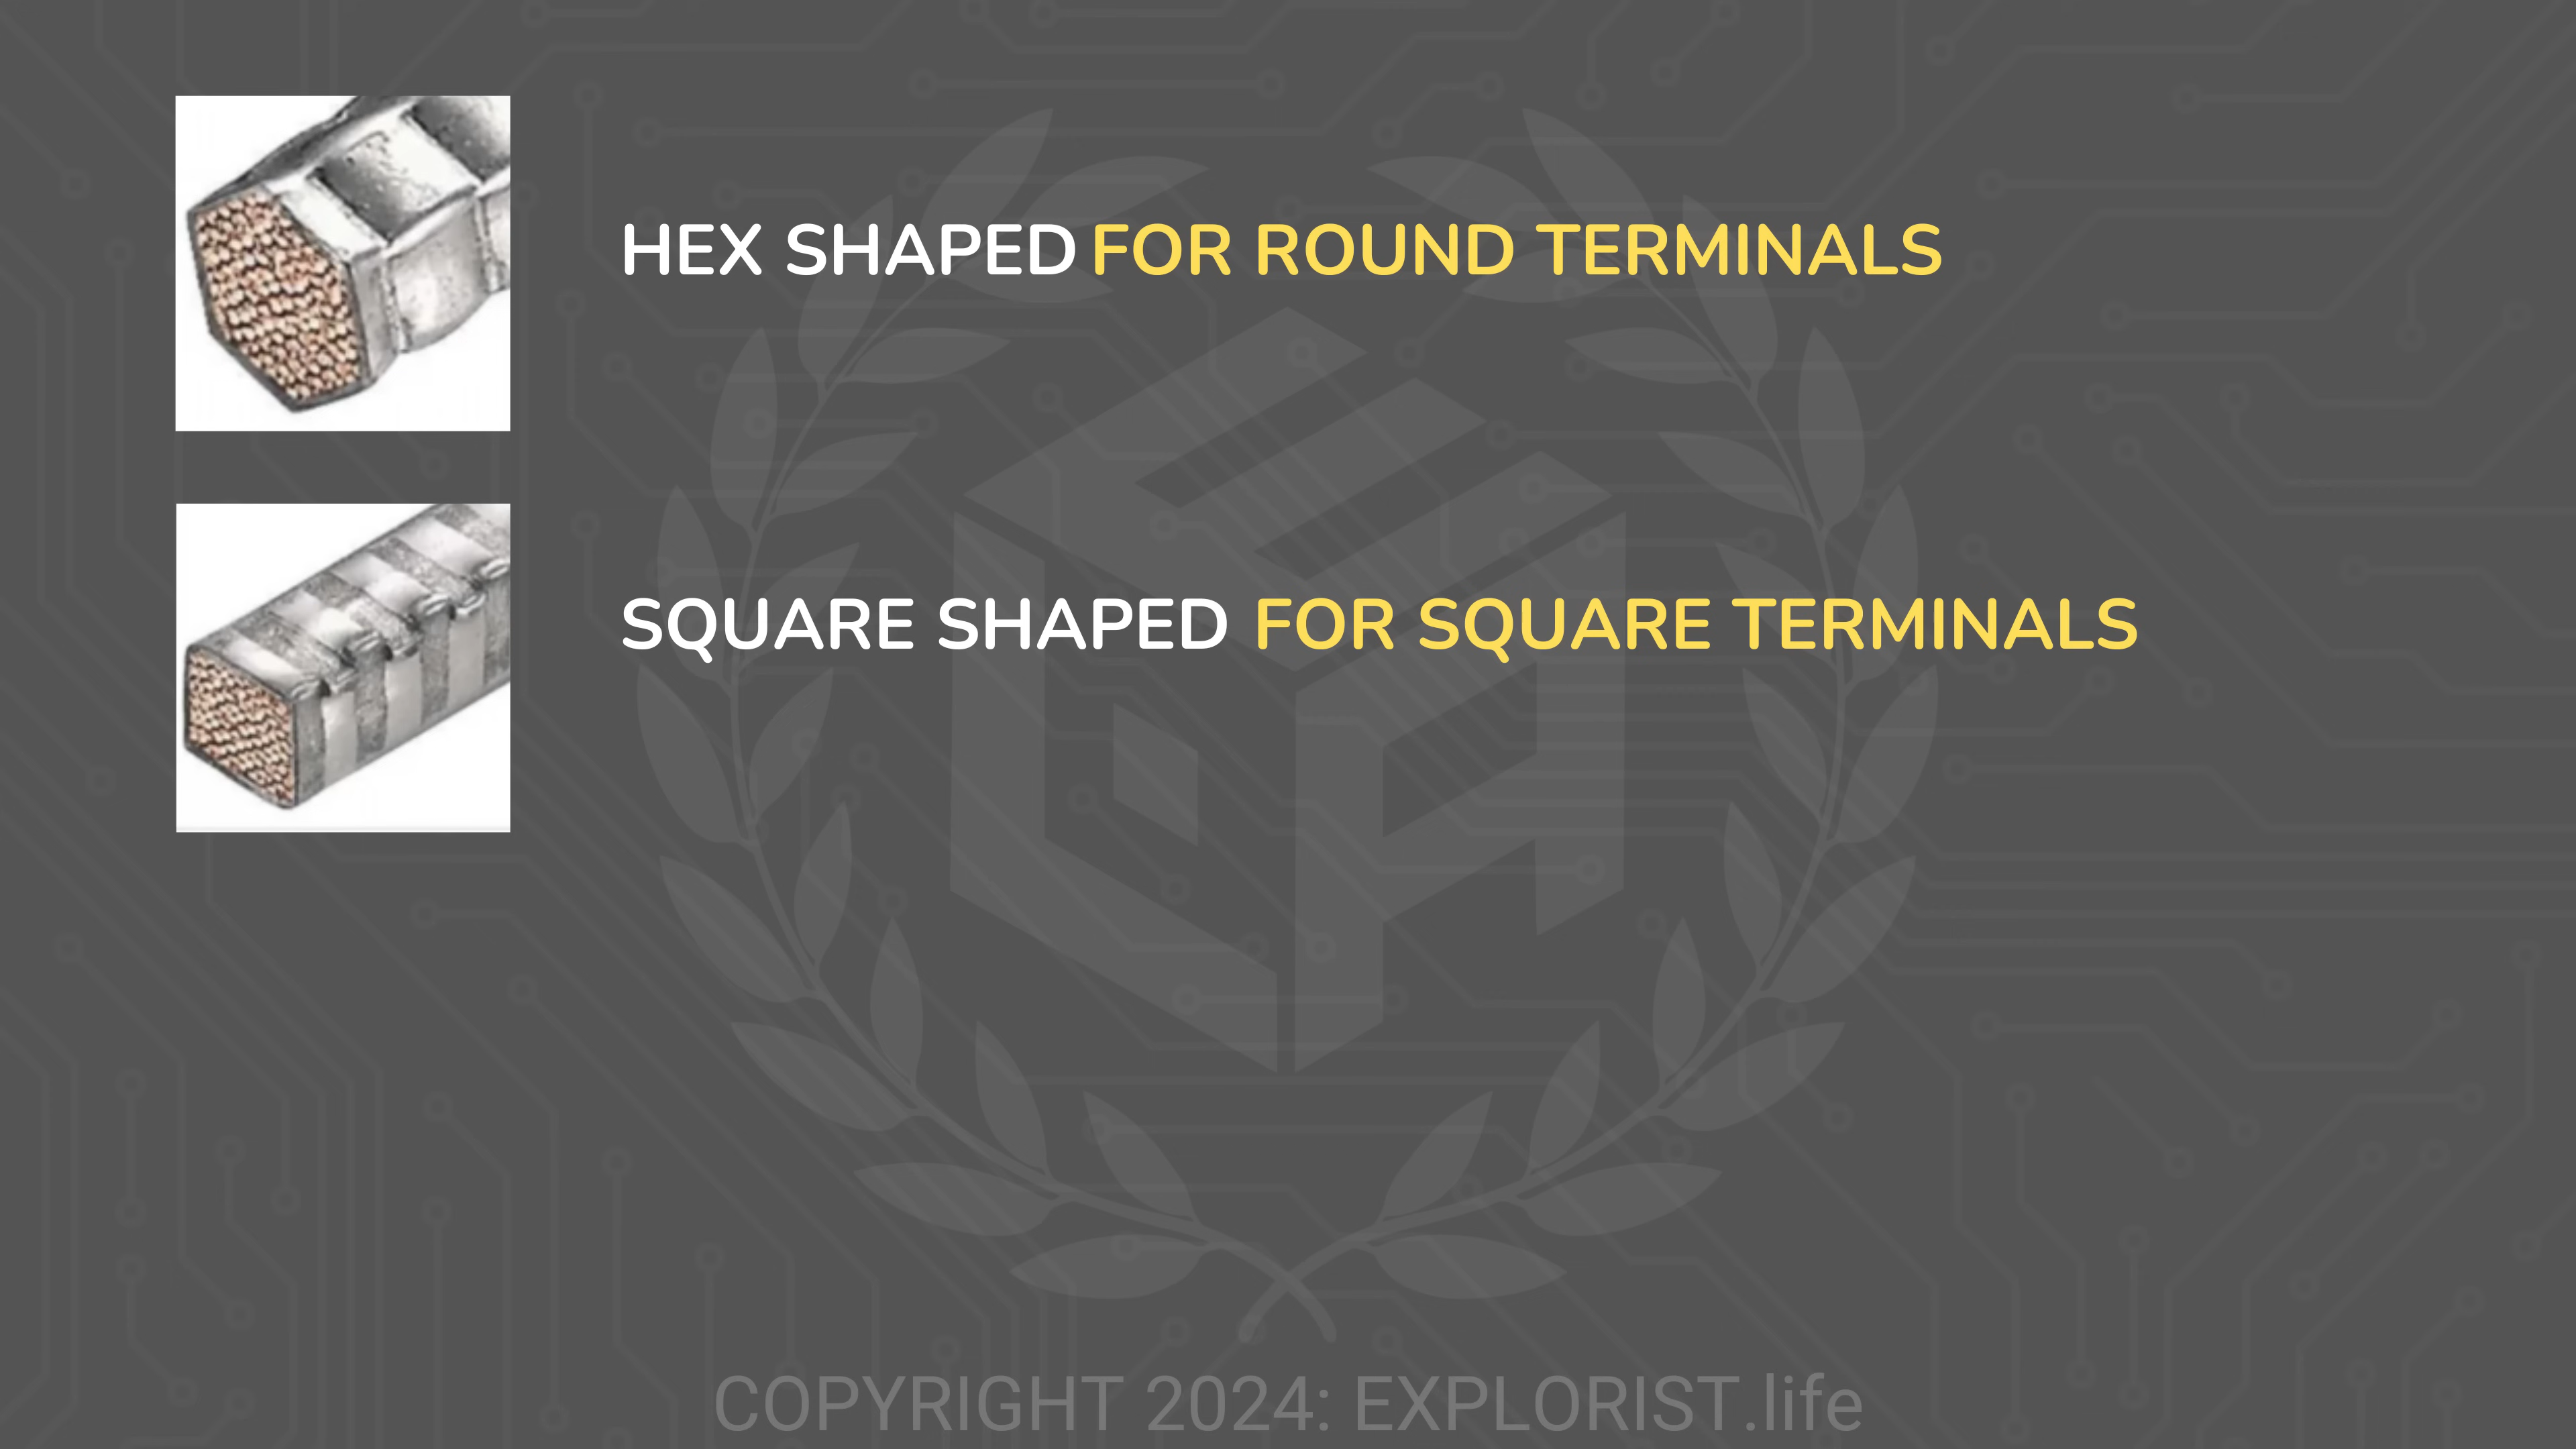 HEX SHAPED FOR ROUND TERMINALS
SQUARE SHAPED FOR SQUARE TERMINALS
COPYRIGHT 2024: EXPLORIST.life